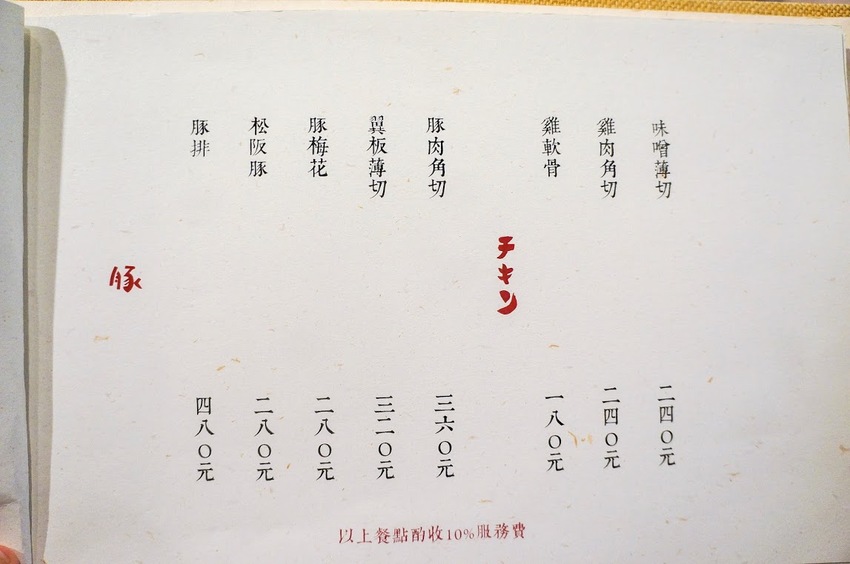 豚排
四八〇元
松阪豚
二八〇元
豚梅花
二八〇元
翼板薄切
三二〇元
豚肉角切
三六〇元
豚
雞軟骨
一八〇元
雞肉角切
二四〇元
味噌薄切
二四〇元
チキン
以上餐點酌收10%服務費